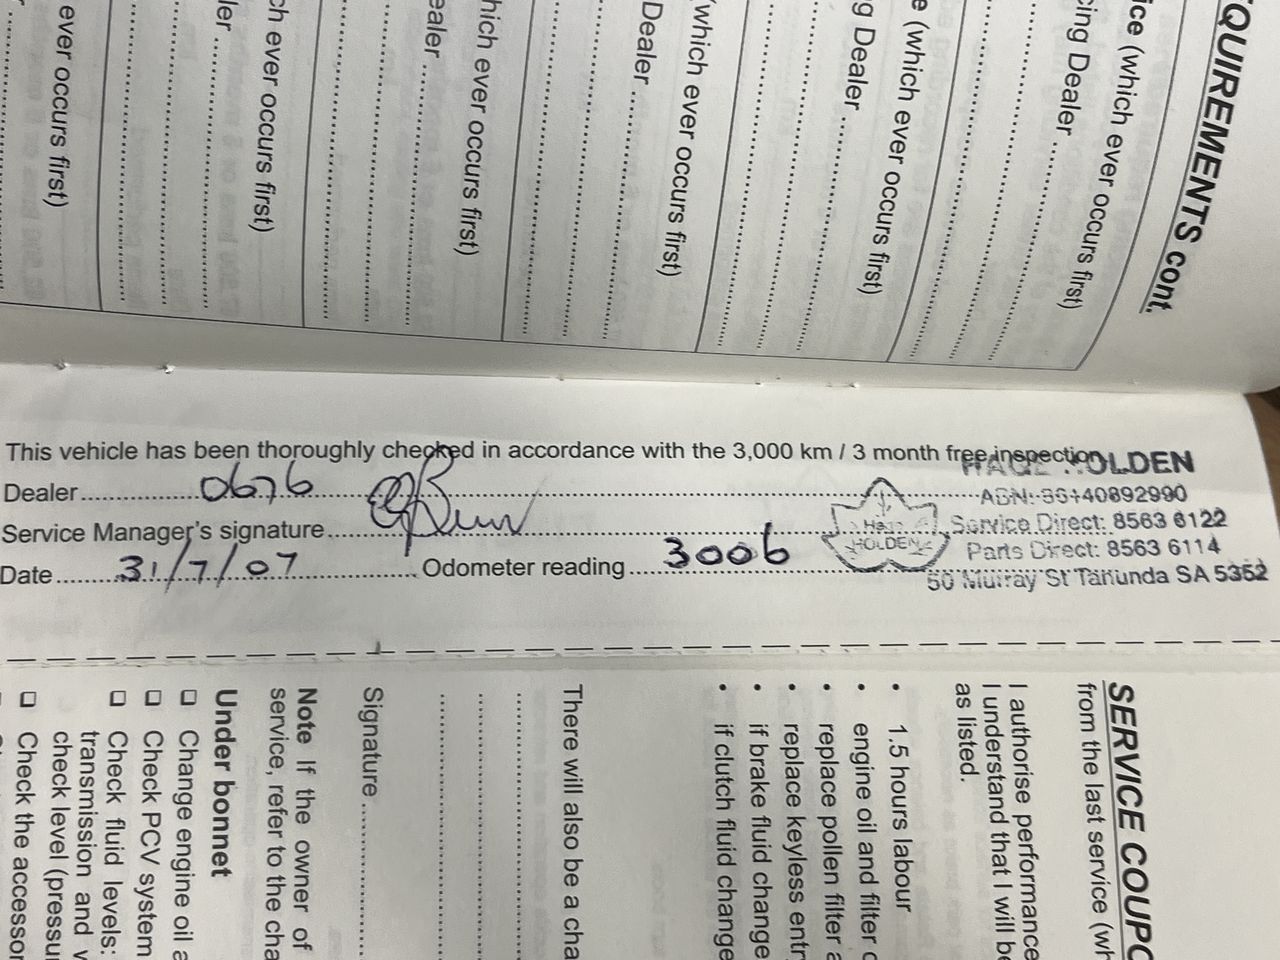 QUIREMENTS cont.
ice (which ever occurs first)
cing Dealer
e (which ever occurs first)
g Dealer
(which ever occurs first)
Dealer
hich ever occurs first)
ealer
ch ever occurs first)
ler
ever occurs first)
This vehicle has been thoroughly checked in accordance with the 3,000 km / 3 month free inspection
HOLDEN
Dealer 0676
ABN: 36140892990
Service Manager's signature
HOLDEN
Service Direct: 8563 6122
Parts Direct: 8563 6114
Date 31/7/07 Odometer reading 3006
50 Murray St Tanunda SA 5352
SERVICE COUPO
from the last service (wh
I authorise performance
I understand that I will be
as listed.
• 1.5 hours labour
• engine oil and filter c
• replace pollen filter a
• replace keyless entr
• if brake fluid change
• if clutch fluid change
There will also be a cha
Signature
Note If the owner of
service, refer to the cha
Under bonnet
❑ Change engine oil a
❑ Check PCV system
❑ Check fluid levels:
transmission and v
check level (pressu
❑ Check the accessor